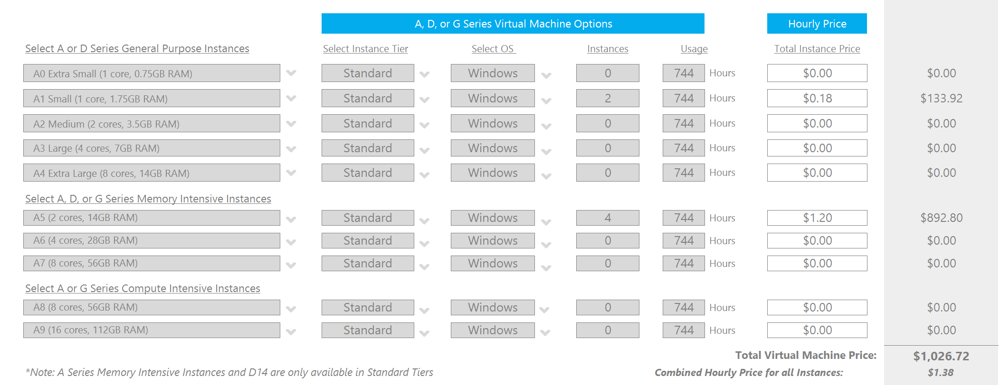 A, D, or G Series Virtual Machine Options Hourly Price
Select A or D Series General Purpose Instances Select Instance Tier Select OS Instances Usage Total Instance Price
A0 Extra Small (1 core, 0.75GB RAM) Standard Windows 0 744 Hours $0.00 $0.00
A1 Small (1 core, 1.75GB RAM) Standard Windows 2 744 Hours $0.18 $133.92
A2 Medium (2 cores, 3.5GB RAM) Standard Windows 0 744 Hours $0.00 $0.00
A3 Large (4 cores, 7GB RAM) Standard Windows 0 744 Hours $0.00 $0.00
A4 Extra Large (8 cores, 14GB RAM) Standard Windows 0 744 Hours $0.00 $0.00
Select A, D, or G Series Memory Intensive Instances
A5 (2 cores, 14GB RAM) Standard Windows 4 744 Hours $1.20 $892.80
A6 (4 cores, 28GB RAM) Standard Windows 0 744 Hours $0.00 $0.00
A7 (8 cores, 56GB RAM) Standard Windows 0 744 Hours $0.00 $0.00
Select A or G Series Compute Intensive Instances
A8 (8 cores, 56GB RAM) Standard Windows 0 744 Hours $0.00 $0.00
A9 (16 cores, 112GB RAM) Standard Windows 0 744 Hours $0.00 $0.00
Total Virtual Machine Price: $1,026.72
*Note: A Series Memory Intensive Instances and D14 are only available in Standard Tiers Combined Hourly Price for all Instances: $1.38